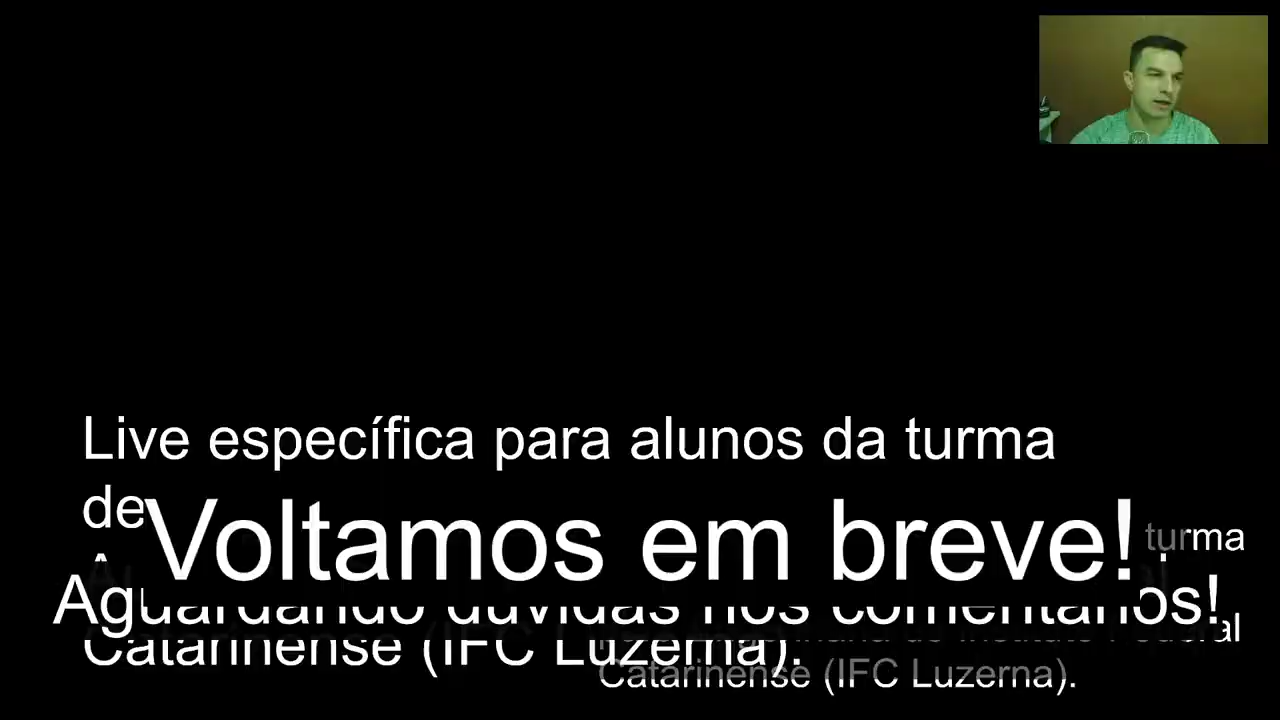 Live específica para alunos da turma
de
Voltamos em breve!
turma
Aguardando dúvidas nos comentários!
Catarinense (IFC Luzerna).
Catarinense (IFC Luzerna).